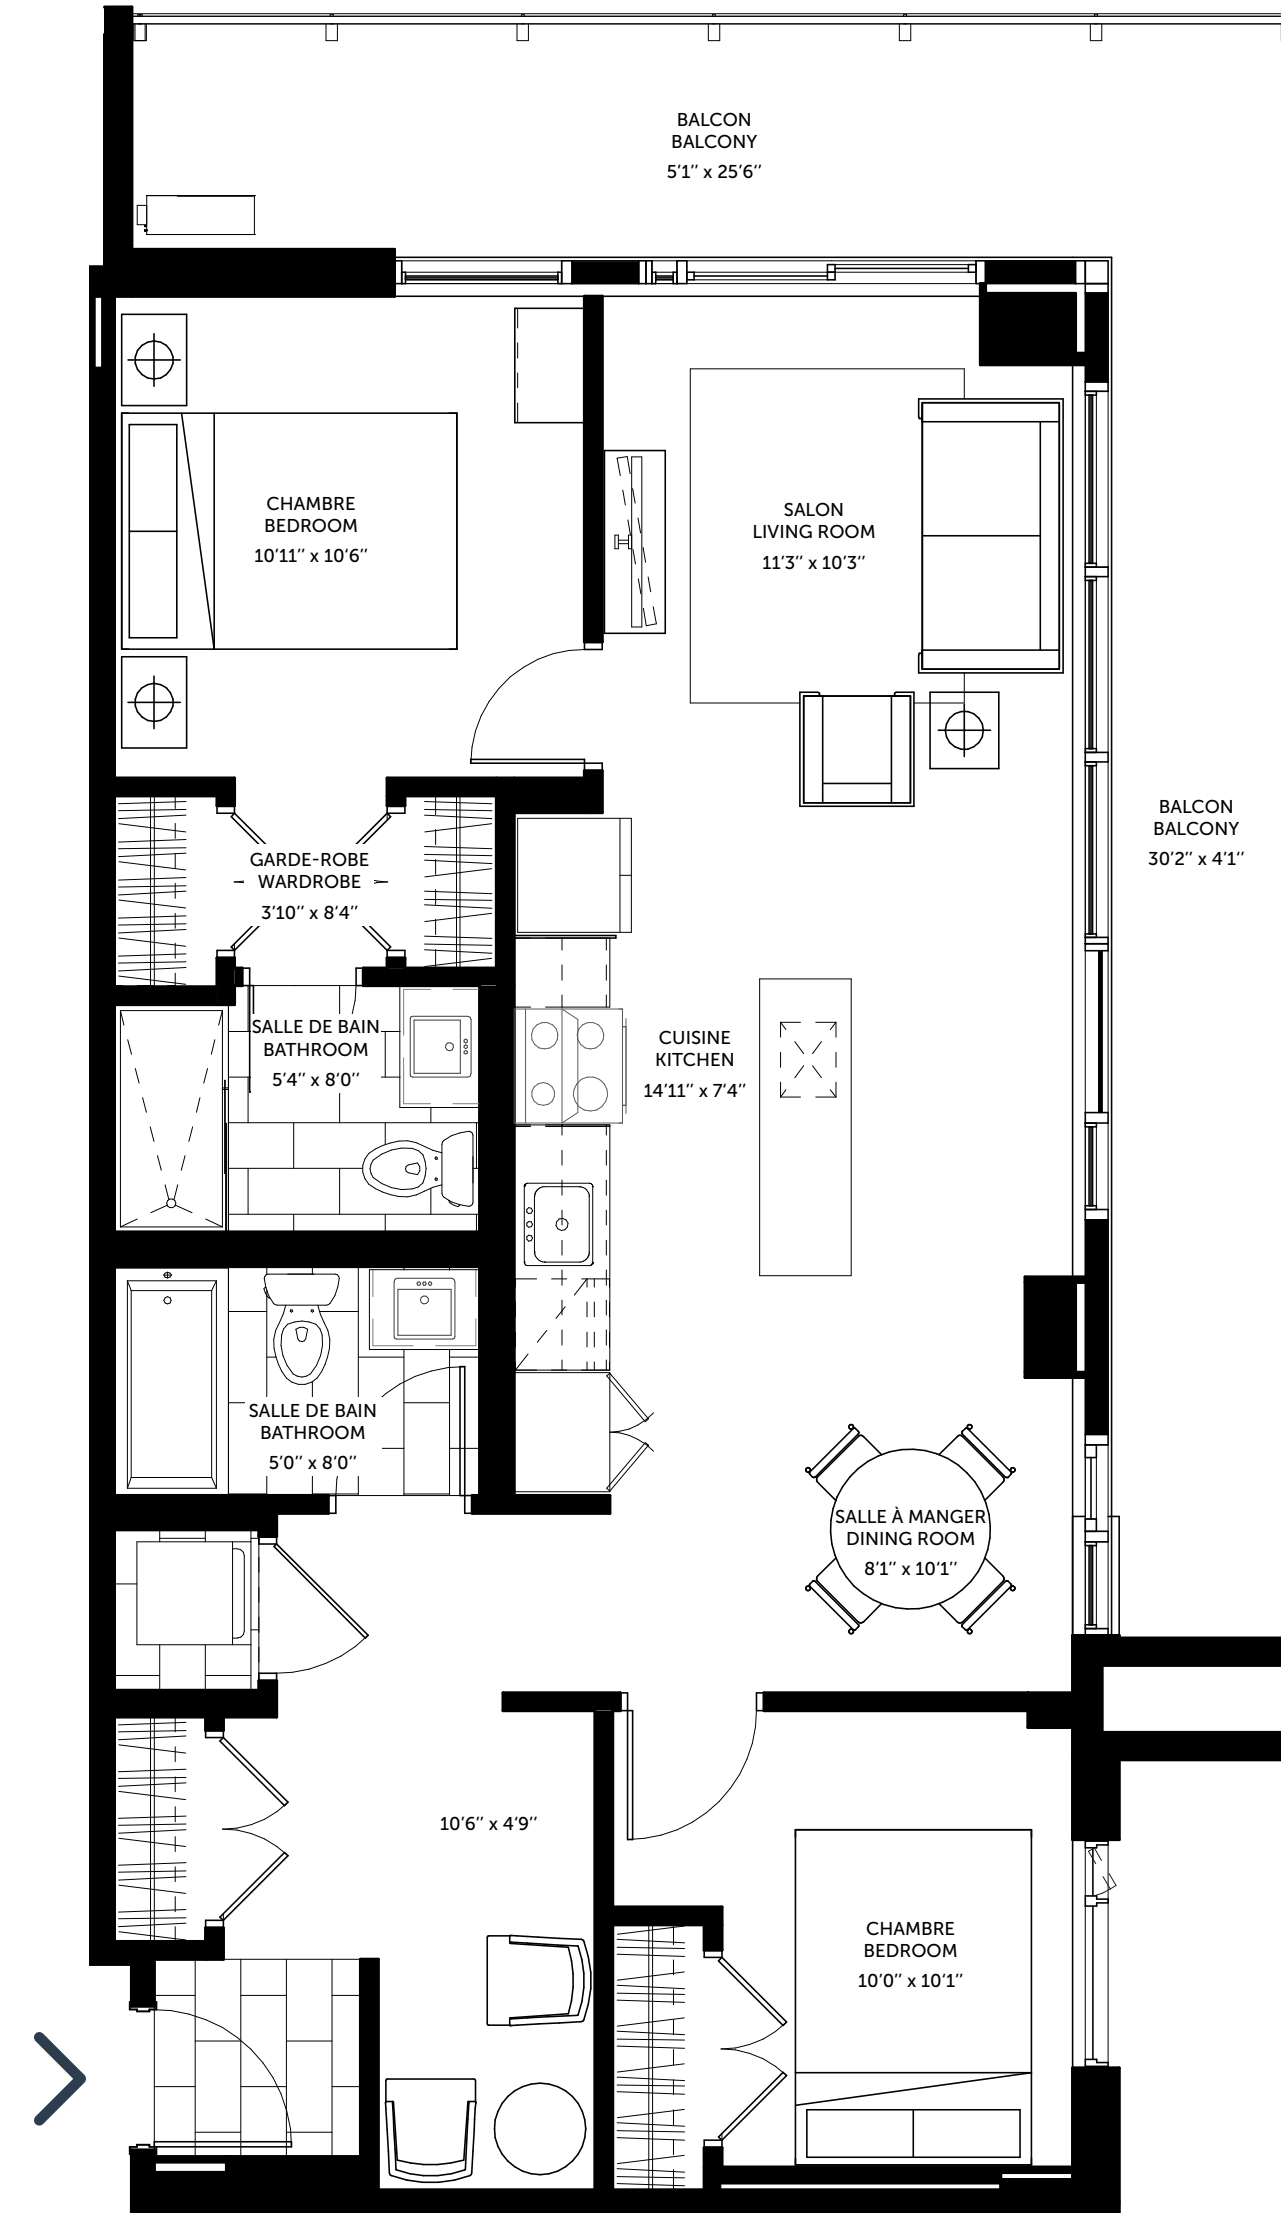 BALCON
BALCONY
5'1'' x 25'6''
CHAMBRE
BEDROOM
10'11'' x 10'6''
SALON
LIVING ROOM
11'3'' x 10'3''
BALCON
BALCONY
30'2'' x 4'1''
GARDE-ROBE
WARDROBE
3'10'' x 8'4''
SALLE DE BAIN
BATHROOM
5'4'' x 8'0''
CUISINE
KITCHEN
14'11'' x 7'4''
SALLE DE BAIN
BATHROOM
5'0'' x 8'0''
SALLE À MANGER
DINING ROOM
8'1'' x 10'1''
10'6'' x 4'9''
CHAMBRE
BEDROOM
10'0'' x 10'1''